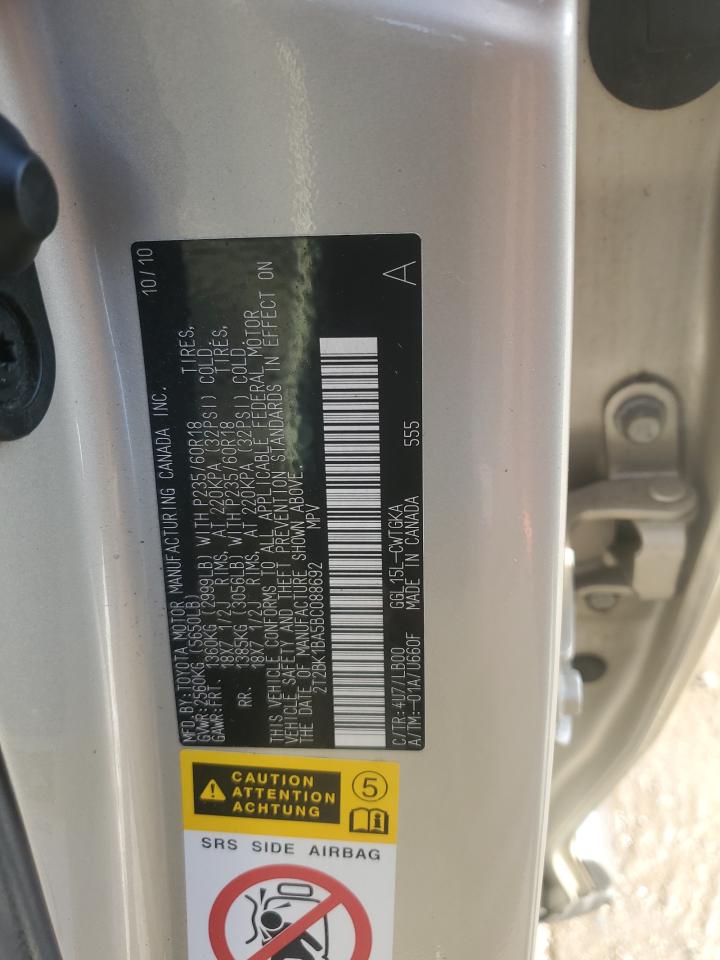 MFD. BY: TOYOTA MOTOR MANUFACTURING CANADA INC. 10/10
GVWR: 2560KG (5650LB)
GAWR: FRT. 1360KG (2999LB) WITH P235/60R18 TIRES,
18X7 1/2J RIMS, AT 220KPA (32PSI) COLD.
RR. 1385KG (3056LB) WITH P235/60R18 TIRES,
18X7 1/2J RIMS, AT 220KPA (32PSI) COLD.
THIS VEHICLE CONFORMS TO ALL APPLICABLE FEDERAL MOTOR
VEHICLE SAFETY AND THEFT PREVENTION STANDARDS IN EFFECT ON
THE DATE OF MANUFACTURE SHOWN ABOVE.
2T2BK1BA5BC088692 MPV
C/TR: 4U7/LB00 GGL15L-CWTGKA A
A/TM: -01A/U660F MADE IN CANADA 555
CAUTION
ATTENTION
ACHTUNG
5
SRS SIDE AIRBAG